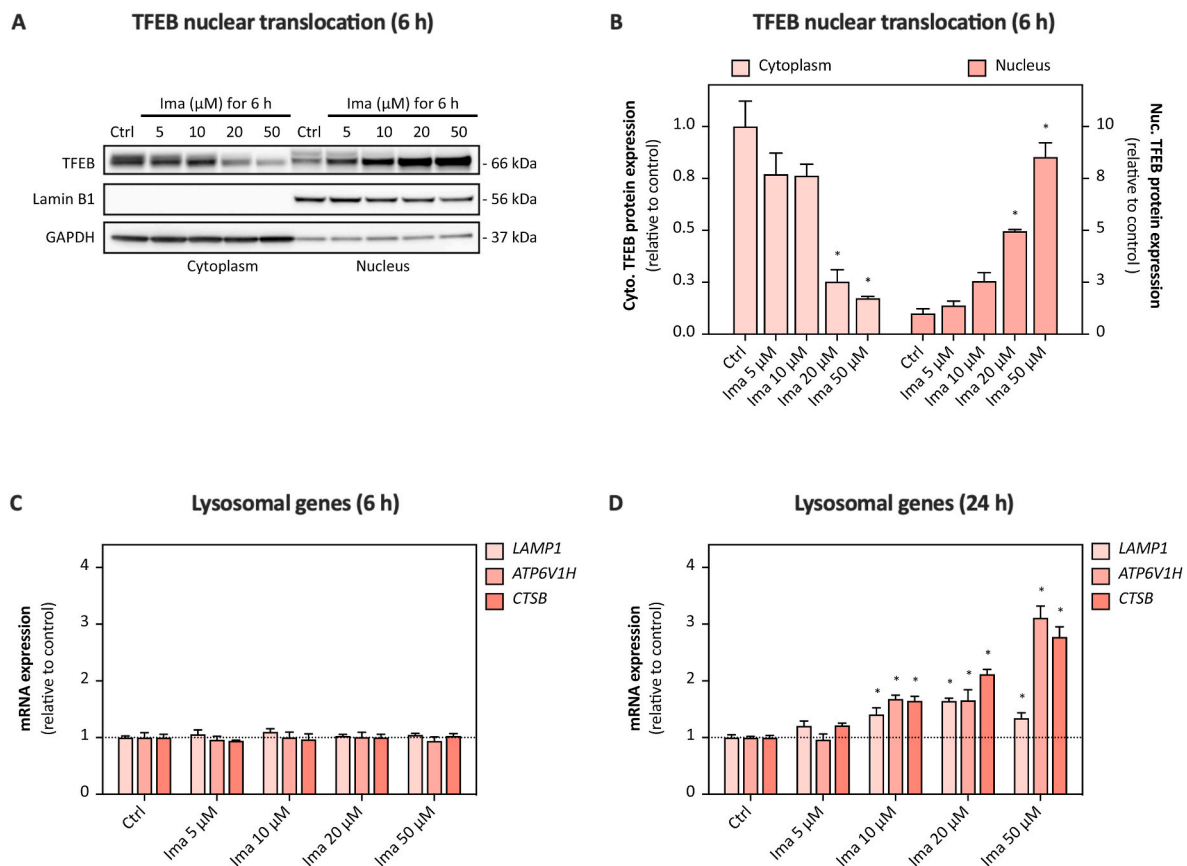 A
TFEB nuclear translocation (6 h)
Ima (µM) for 6 h
Ima (µM) for 6 h
Ctrl 5 10 20 50 Ctrl 5 10 20 50
TFEB
- 66 kDa
Lamin B1
- 56 kDa
GAPDH
- 37 kDa
Cytoplasm
Nucleus
B
TFEB nuclear translocation (6 h)
Cytoplasm
Nucleus
Cyto. TFEB protein expression
(relative to control)
1.0
0.8
0.5
0.3
0.0
* * * *
10
8
5
3
0
Nuc. TFEB protein expression
(relative to control )
Ctrl
Ima 5 µM
Ima 10 µM
Ima 20 µM
Ima 50 µM
Ctrl
Ima 5 µM
Ima 10 µM
Ima 20 µM
Ima 50 µM
C
Lysosomal genes (6 h)
LAMP1
ATP6V1H
CTSB
mRNA expression
(relative to control)
4
3
2
1
0
Ctrl
Ima 5 µM
Ima 10 µM
Ima 20 µM
Ima 50 µM
D
Lysosomal genes (24 h)
LAMP1
ATP6V1H
CTSB
mRNA expression
(relative to control)
4
3
2
1
0
* * * * * * * * *
Ctrl
Ima 5 µM
Ima 10 µM
Ima 20 µM
Ima 50 µM